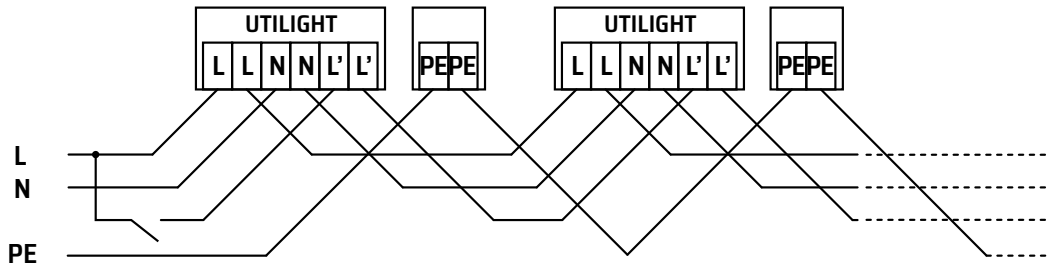 UTILIGHT UTILIGHT
L L N N L’ L’ PE PE L L N N L’ L’ PE PE
L
N
PE